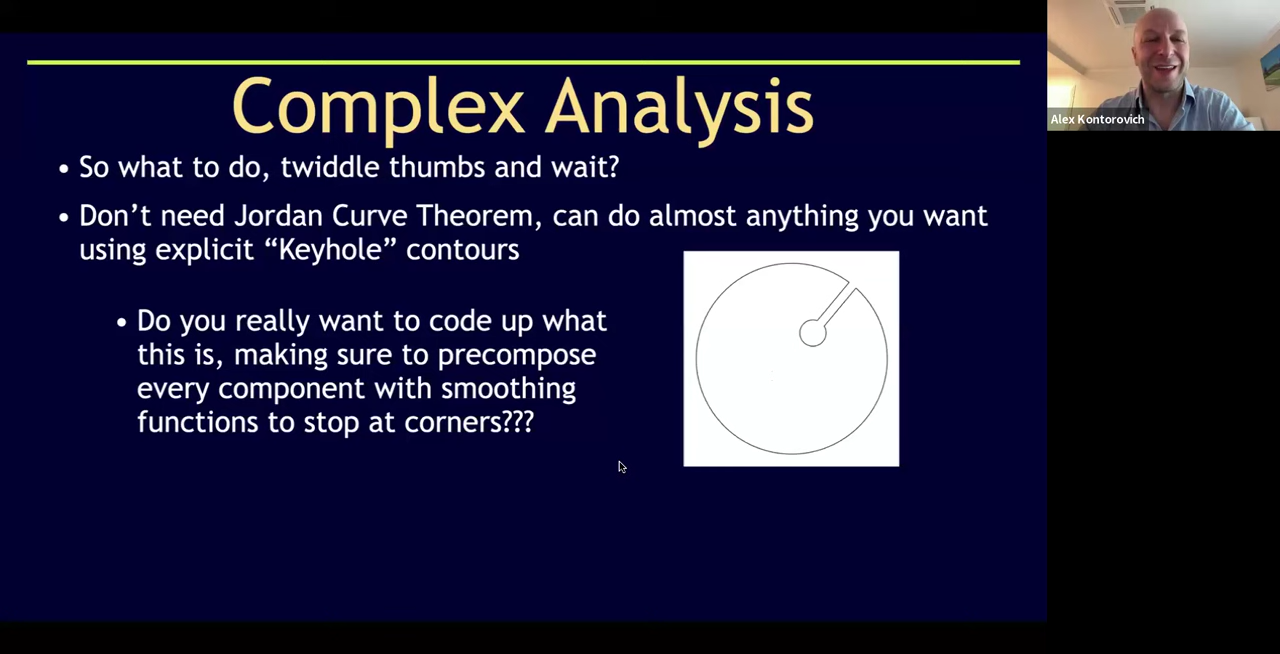 Complex Analysis
• So what to do, twiddle thumbs and wait?
• Don't need Jordan Curve Theorem, can do almost anything you want
using explicit “Keyhole” contours
• Do you really want to code up what
this is, making sure to precompose
every component with smoothing
functions to stop at corners???
Alex Kontorovich